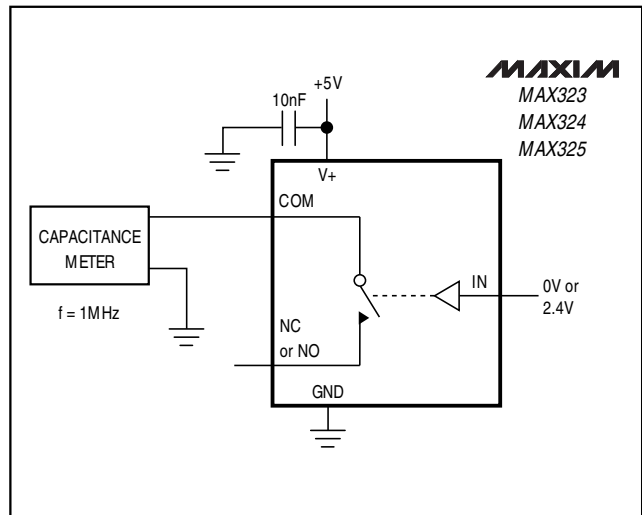 MAXIM
MAX323
MAX324
MAX325
+5V
10nF
V+
COM
CAPACITANCE
METER
f = 1MHz
IN
0V or
2.4V
NC
or NO
GND